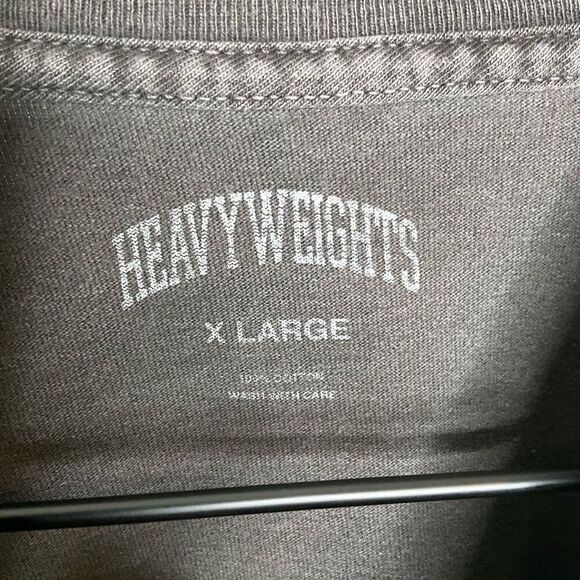 HEAVYWEIGHTS
X LARGE
100% COTTON
WASH WITH CARE